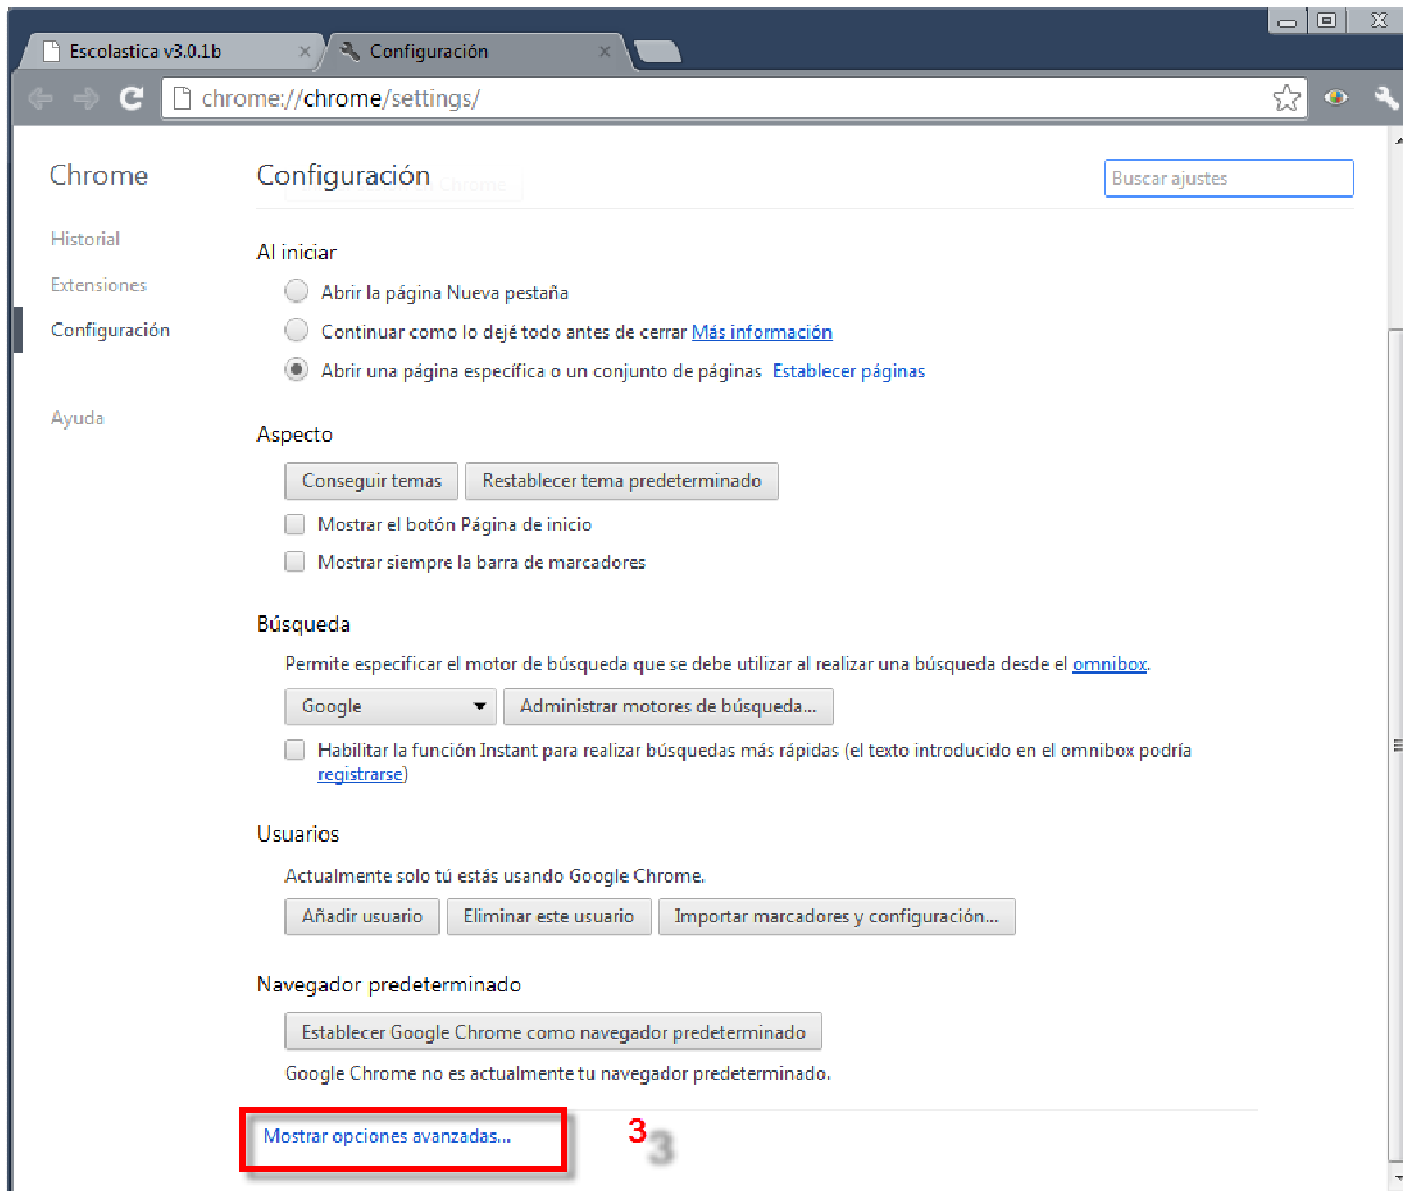 Escolastica v3.0.1b
Configuración
chrome://chrome/settings/
Chrome
Configuración
Buscar ajustes
Historial
Extensiones
Configuración
Ayuda
Al iniciar
Abrir la página Nueva pestaña
Continuar como lo dejé todo antes de cerrar Más información
Abrir una página específica o un conjunto de páginas Establecer páginas
Aspecto
Conseguir temas
Restablecer tema predeterminado
Mostrar el botón Página de inicio
Mostrar siempre la barra de marcadores
Búsqueda
Permite especificar el motor de búsqueda que se debe utilizar al realizar una búsqueda desde el omnibox.
Google
Administrar motores de búsqueda...
Habilitar la función Instant para realizar búsquedas más rápidas (el texto introducido en el omnibox podría
registrarse)
Usuarios
Actualmente solo tú estás usando Google Chrome.
Añadir usuario
Eliminar este usuario
Importar marcadores y configuración...
Navegador predeterminado
Establecer Google Chrome como navegador predeterminado
Google Chrome no es actualmente tu navegador predeterminado.
Mostrar opciones avanzadas...
3